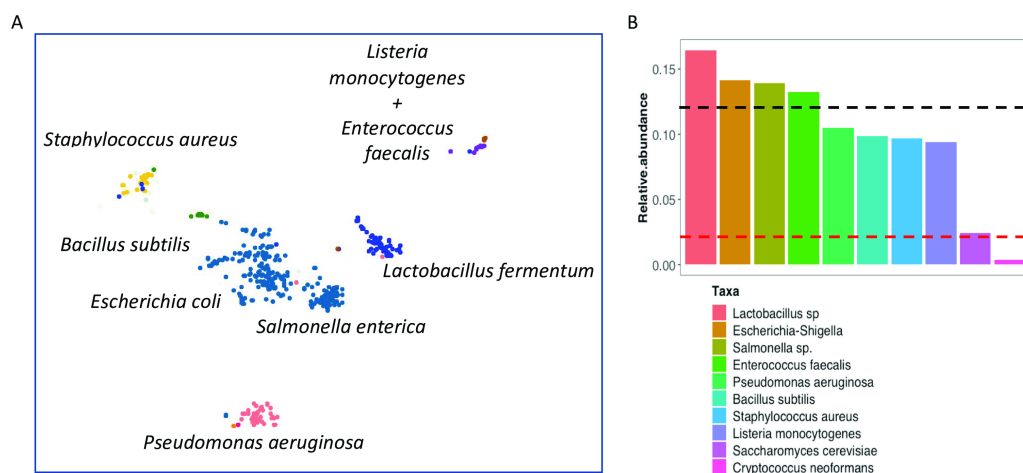 A
Listeria
monocytogenes
+
Enterococcus
faecalis
Staphylococcus aureus
Bacillus subtilis
Lactobacillus fermentum
Escherichia coli
Salmonella enterica
Pseudomonas aeruginosa
B
Relative.abundance
0.15
0.10
0.05
0.00
Taxa
Lactobacillus sp
Escherichia-Shigella
Salmonella sp.
Enterococcus faecalis
Pseudomonas aeruginosa
Bacillus subtilis
Staphylococcus aureus
Listeria monocytogenes
Saccharomyces cerevisiae
Cryptococcus neoformans